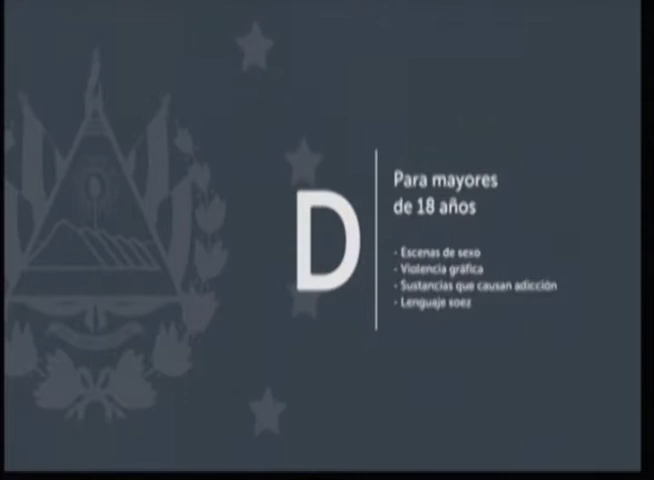 D
Para mayores
de 18 años
- Escenas de sexo
- Violencia gráfica
- Sustancias que causan adicción
- Lenguaje soez